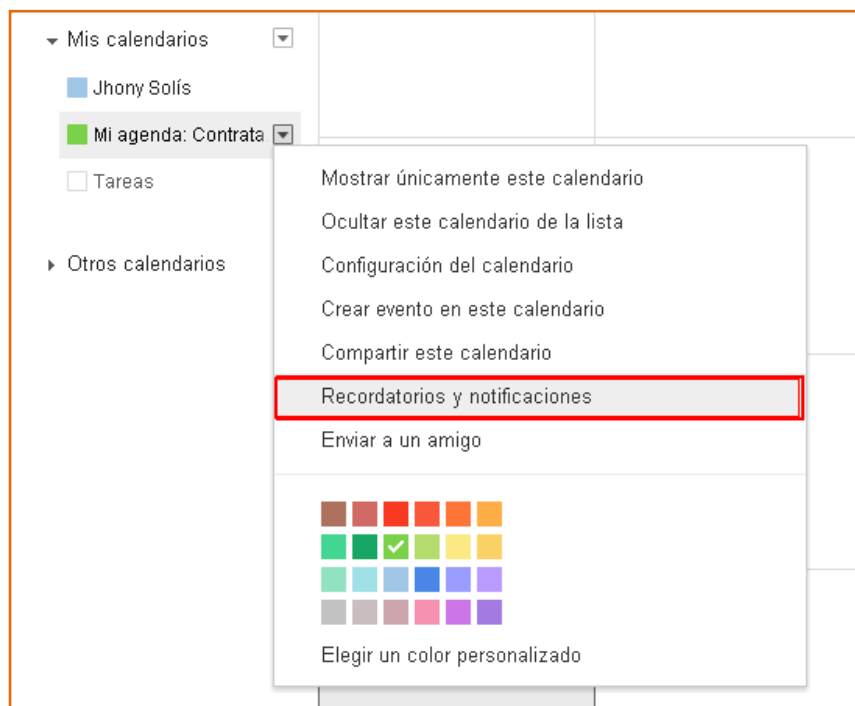 Mis calendarios
Jhony Solís
Mi agenda: Contrata
Tareas
Otros calendarios
Mostrar únicamente este calendario
Ocultar este calendario de la lista
Configuración del calendario
Crear evento en este calendario
Compartir este calendario
Recordatorios y notificaciones
Enviar a un amigo
Elegir un color personalizado